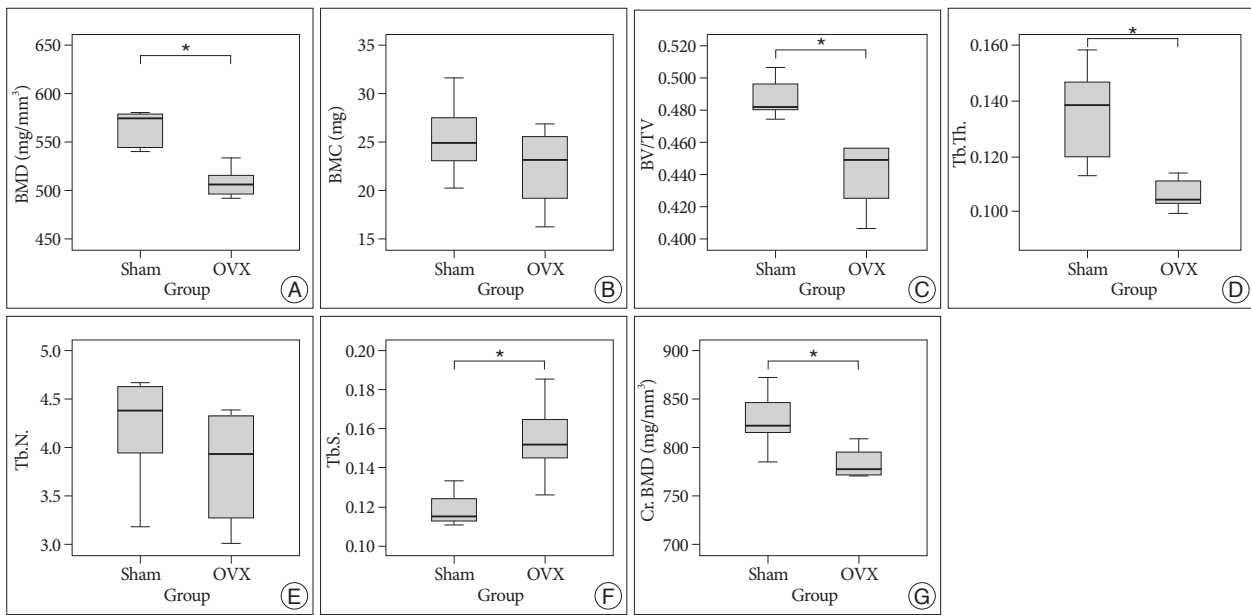 650
600
550
500
450
BMD (mg/mm³)
*
Sham OVX
Group
A
35
30
25
20
15
BMC (mg)
Sham OVX
Group
B
0.520
0.500
0.480
0.460
0.440
0.420
0.400
BV/TV
*
Sham OVX
Group
C
0.160
0.140
0.120
0.100
Tb.Th.
*
Sham OVX
Group
D
5.0
4.5
4.0
3.5
3.0
Tb.N.
Sham OVX
Group
E
0.20
0.18
0.16
0.14
0.12
0.10
Tb.S.
*
Sham OVX
Group
F
900
850
800
750
700
Cr. BMD (mg/mm³)
*
Sham OVX
Group
G